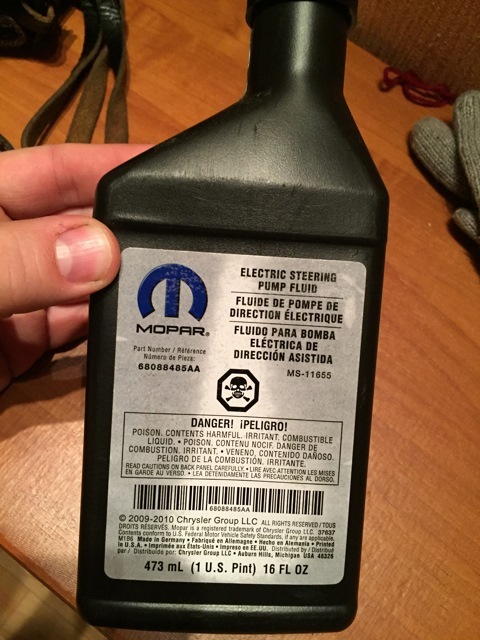 MOPAR®
ELECTRIC STEERING
PUMP FLUID
FLUIDE DE POMPE DE
DIRECTION ÉLECTRIQUE
FLUIDO PARA BOMBA
ELÉCTRICA DE
DIRECCIÓN ASISTIDA
MS-11655
Part Number / Référence
Número de Pieza:
68088485AA
DANGER! ¡PELIGRO!
POISON. CONTENTS HARMFUL. IRRITANT. COMBUSTIBLE
LIQUID. • POISON. CONTENU NOCIF. DANGER DE
COMBUSTION. IRRITANT. • VENENO, CONTENIDO DAÑOSO.
PELIGRO DE LA COMBUSTIÓN. IRRITANTE.
READ CAUTIONS ON BACK PANEL CAREFULLY. • LIRE AVEC ATTENTION LES MISES
EN GARDE AU VERSO. • LEA DETENIDAMENTE LAS PRECAUCIONES AL DORSO.
68088485AA
© 2009-2010 Chrysler Group LLC ALL RIGHTS RESERVED / TOUS
DROITS RÉSERVÉS. Mopar is a registered trademark of Chrysler Group LLC. 37637
Contents conform to U.S. Federal Motor Vehicle Safety Standards, if any are applicable.
M196 Made in Germany • Fabriqué en Allemagne • Hecho en Alemania • Printed
in U.S.A. • Imprimée aux États-Unis • Impreso en EE.UU. Distributed by / Distribué
par / Distribuido por: Chrysler Group LLC • Auburn Hills, Michigan USA 48326
473 mL (1 U.S. Pint) 16 FL OZ